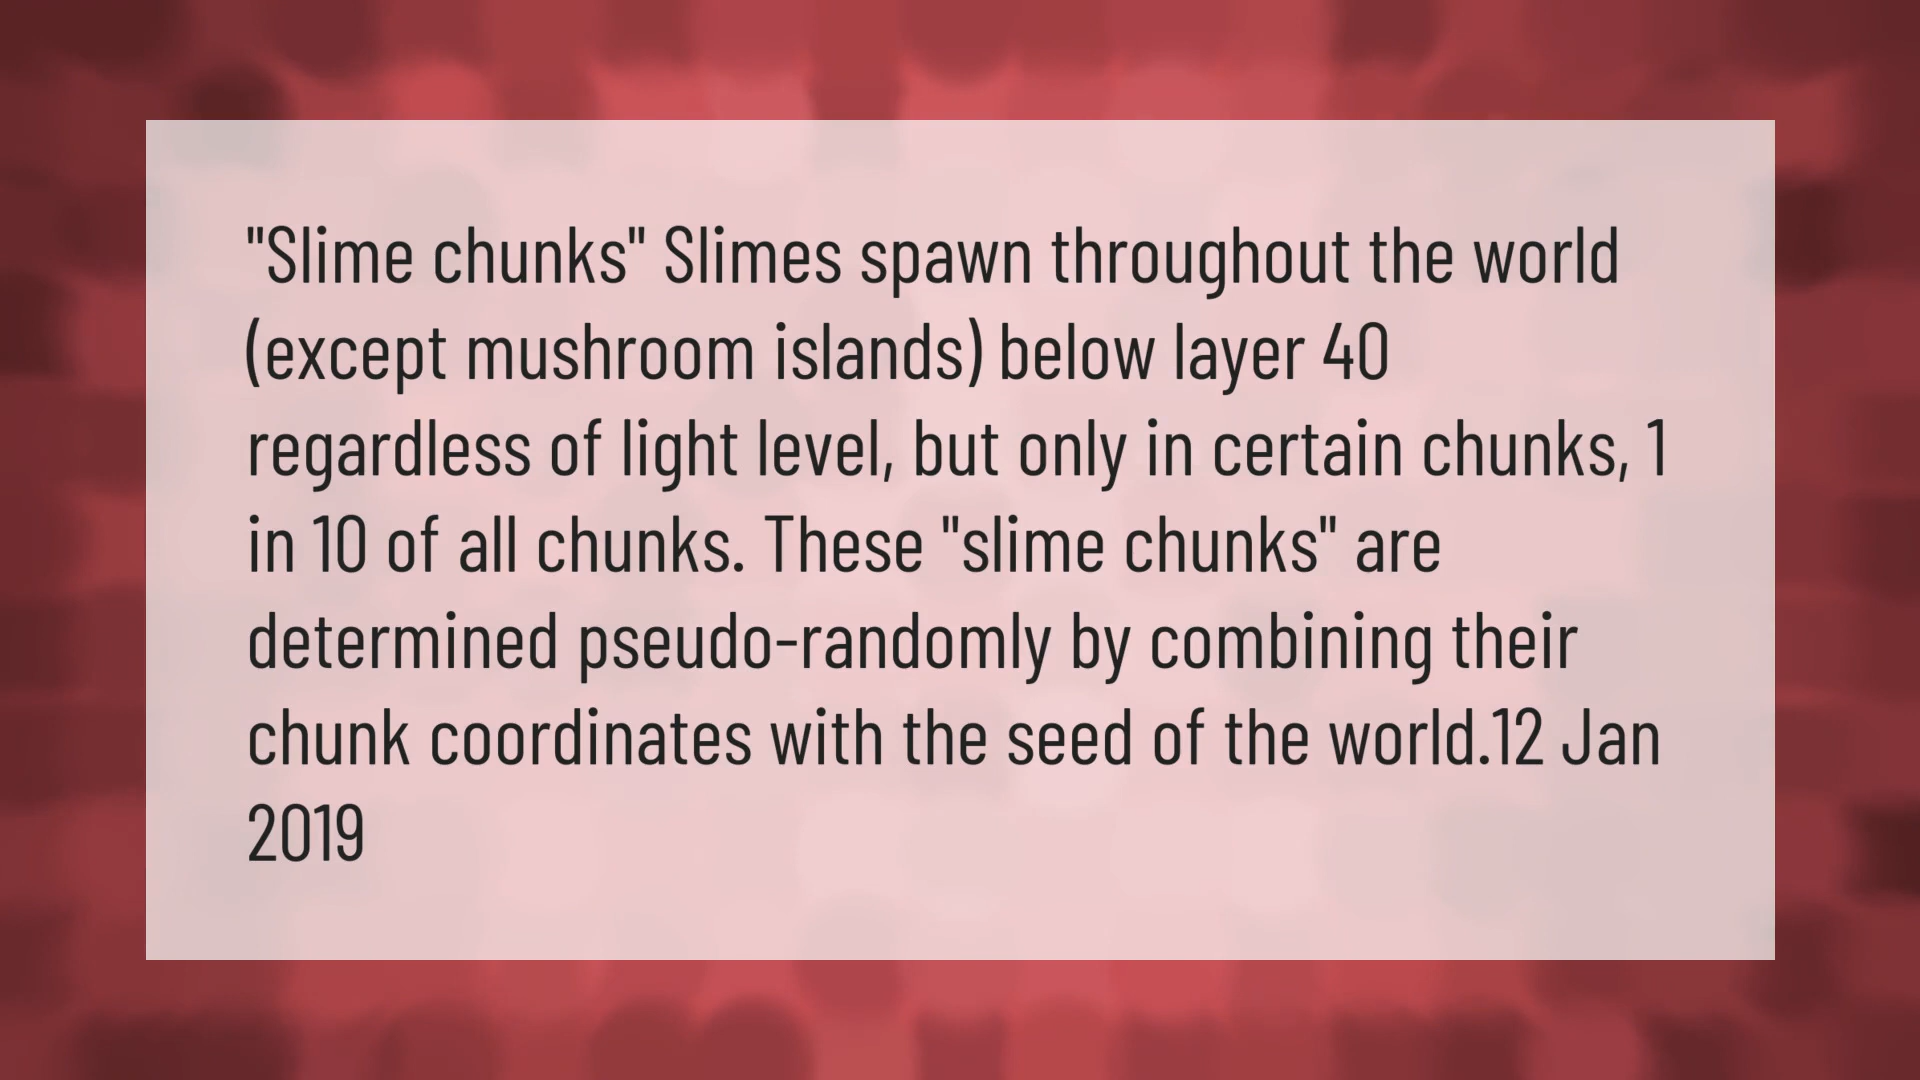 "Slime chunks" Slimes spawn throughout the world
(except mushroom islands) below layer 40
regardless of light level, but only in certain chunks, 1
in 10 of all chunks. These "slime chunks" are
determined pseudo-randomly by combining their
chunk coordinates with the seed of the world.12 Jan
2019